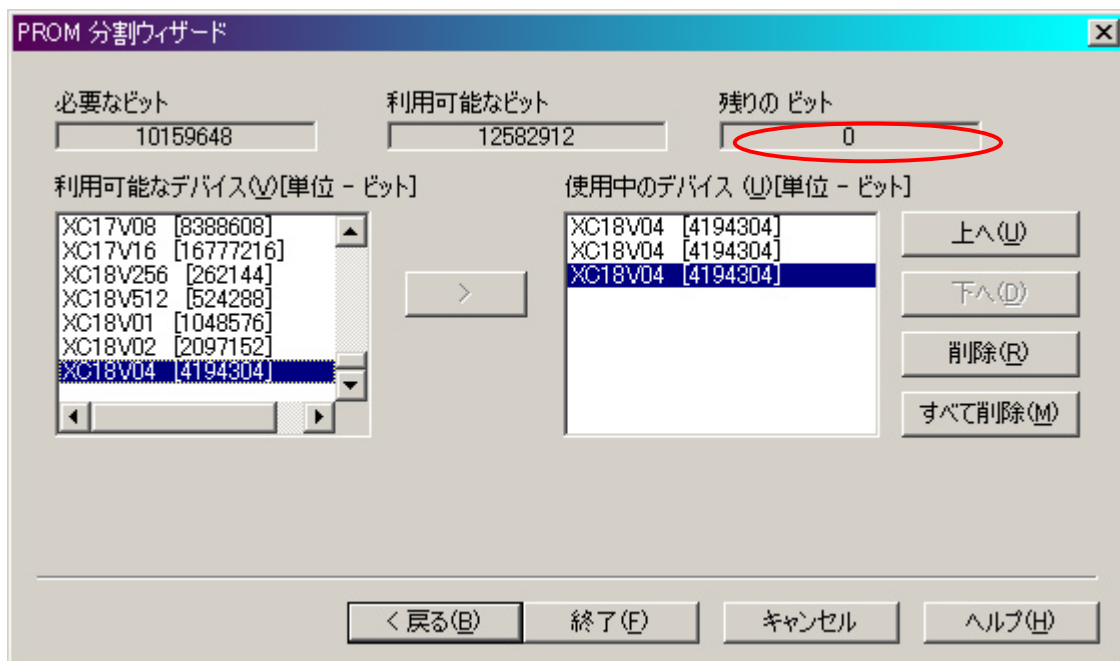 PROM 分割ウィザード
必要なビット 利用可能なビット 残りの ビット
10159648 12582912 0
利用可能なデバイス(V)[単位 - ビット] 使用中のデバイス (U)[単位 - ビット]
XC17V08 [8388608]
XC17V16 [16777216]
XC18V256 [262144]
XC18V512 [524288]
XC18V01 [1048576]
XC18V02 [2097152]
XC18V04 [4194304]
>
XC18V04 [4194304]
XC18V04 [4194304]
XC18V04 [4194304]
上へ(U)
下へ(D)
削除(R)
すべて削除(M)
< 戻る(B) 終了(F) キャンセル ヘルプ(H)